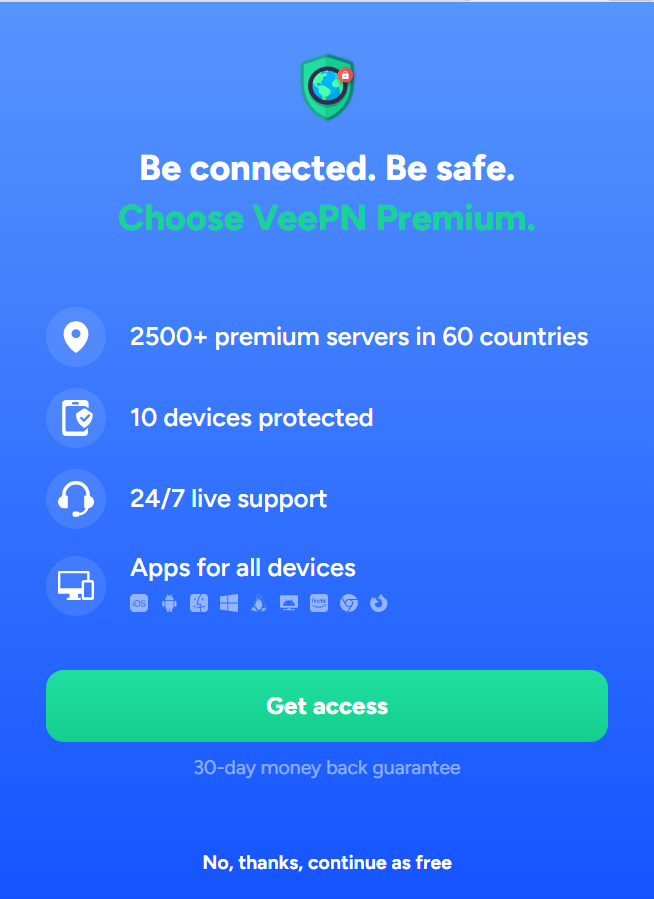 Be connected. Be safe.
Choose VeePN Premium.
2500+ premium servers in 60 countries
10 devices protected
24/7 live support
Apps for all devices
iOS
fireTV
Get access
30-day money back guarantee
No, thanks, continue as free